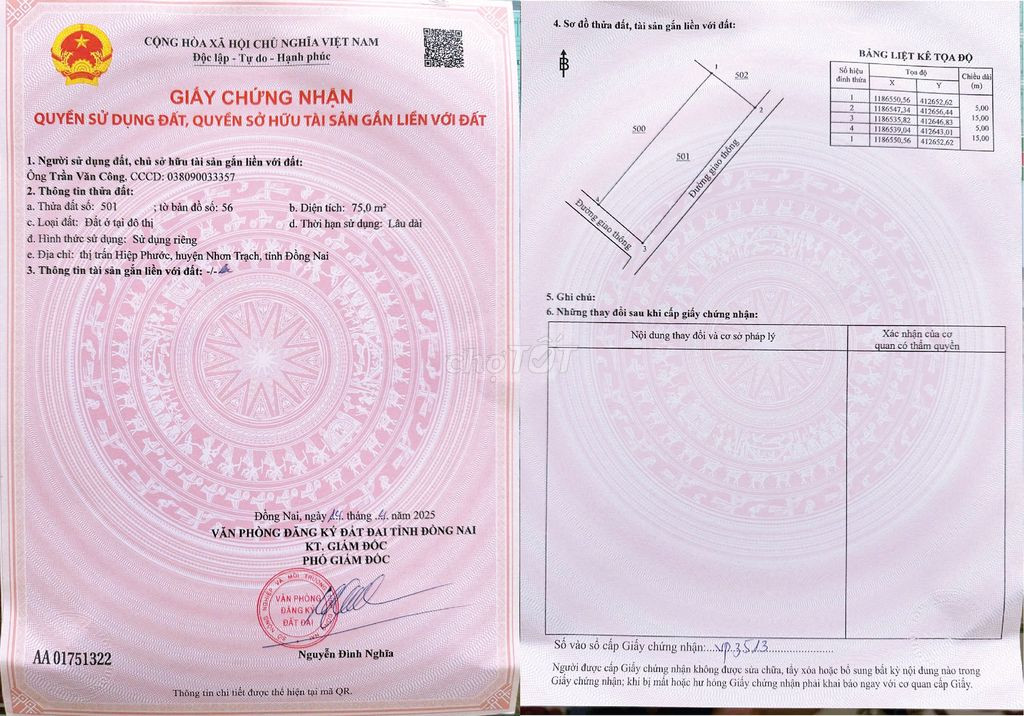 CỘNG HÒA XÃ HỘI CHỦ NGHĨA VIỆT NAM
Độc lập - Tự do - Hạnh phúc
GIẤY CHỨNG NHẬN
QUYỀN SỬ DỤNG ĐẤT, QUYỀN SỞ HỮU TÀI SẢN GẮN LIỀN VỚI ĐẤT
1. Người sử dụng đất, chủ sở hữu tài sản gắn liền với đất:
Ông Trần Văn Công, CCCD: 038090033357
2. Thông tin thửa đất:
a. Thửa đất số: 501 ; tờ bản đồ số: 56 b. Diện tích: 75,0 m²
c. Loại đất: Đất ở tại đô thị d. Thời hạn sử dụng: Lâu dài
đ. Hình thức sử dụng: Sử dụng riêng
e. Địa chỉ: thị trấn Hiệp Phước, huyện Nhơn Trạch, tỉnh Đồng Nai
3. Thông tin tài sản gắn liền với đất: -/-
Đồng Nai, ngày 14 tháng 4 năm 2025
VĂN PHÒNG ĐĂNG KÝ ĐẤT ĐAI TỈNH ĐỒNG NAI
KT. GIÁM ĐỐC
PHÓ GIÁM ĐỐC
VĂN PHÒNG
ĐĂNG KÝ
ĐẤT ĐAI
Nguyễn Đình Nghĩa
AA 01751322
Thông tin chi tiết được thể hiện tại mã QR.
chợTỐT
4. Sơ đồ thửa đất, tài sản gắn liền với đất:
B
1
502
2
500
501
Đường giao thông
4
Đường giao thông
3
BẢNG LIỆT KÊ TỌA ĐỘ
Số hiệu đỉnh thửa Tọa độ Chiều dài (m)
X Y
1 1186550,56 412652,62
5,00
2 1186547,34 412656,44
15,00
3 1186535,82 412646,83
5,00
4 1186539,04 412643,01
15,00
1 1186550,56 412652,62
5. Ghi chú:
6. Những thay đổi sau khi cấp giấy chứng nhận:
Nội dung thay đổi và cơ sở pháp lý Xác nhận của cơ quan có thẩm quyền
Số vào sổ cấp Giấy chứng nhận:...VP.3513......................
Người được cấp Giấy chứng nhận không được sửa chữa, tẩy xóa hoặc bổ sung bất kỳ nội dung nào trong
Giấy chứng nhận; khi bị mất hoặc hư hỏng Giấy chứng nhận phải khai báo ngay với cơ quan cấp Giấy.